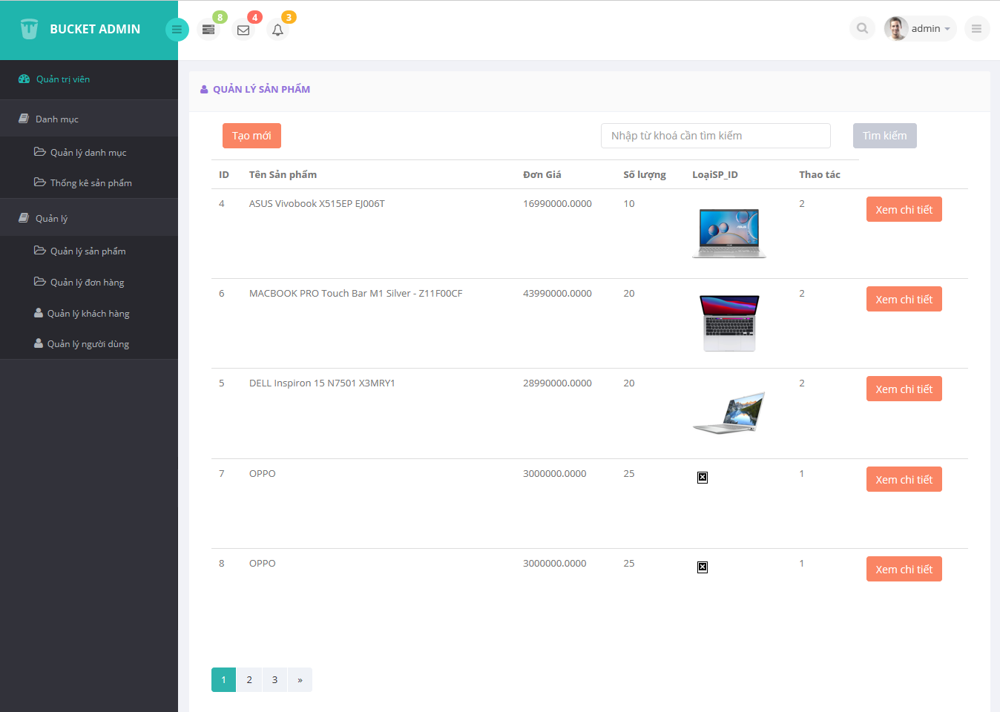 BUCKET ADMIN
8
4
3
admin
Quản trị viên
Danh mục
Quản lý danh mục
Thống kê sản phẩm
Quản lý
Quản lý sản phẩm
Quản lý đơn hàng
Quản lý khách hàng
Quản lý người dùng
QUẢN LÝ SẢN PHẨM
Tạo mới
Nhập từ khoá cần tìm kiếm
Tìm kiếm
ID Tên Sản phẩm Đơn Giá Số lượng LoạiSP_ID Thao tác
4 ASUS Vivobook X515EP EJ006T 16990000.0000 10 2 Xem chi tiết
6 MACBOOK PRO Touch Bar M1 Silver - Z11F00CF 43990000.0000 20 2 Xem chi tiết
5 DELL Inspiron 15 N7501 X3MRY1 28990000.0000 20 2 Xem chi tiết
7 OPPO 3000000.0000 25 1 Xem chi tiết
8 OPPO 3000000.0000 25 1 Xem chi tiết
1 2 3 »